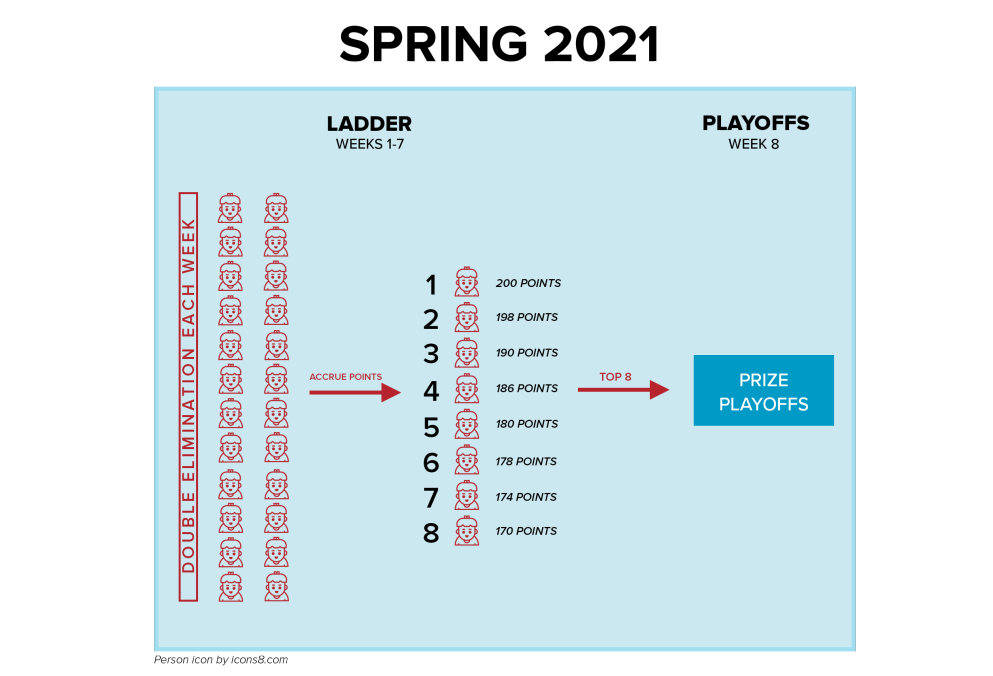 SPRING 2021
LADDER
WEEKS 1-7
PLAYOFFS
WEEK 8
DOUBLE ELIMINATION EACH WEEK
ACCRUE POINTS
1 200 POINTS
2 198 POINTS
3 190 POINTS
4 186 POINTS
5 180 POINTS
6 178 POINTS
7 174 POINTS
8 170 POINTS
TOP 8
PRIZE
PLAYOFFS
Person icon by icons8.com